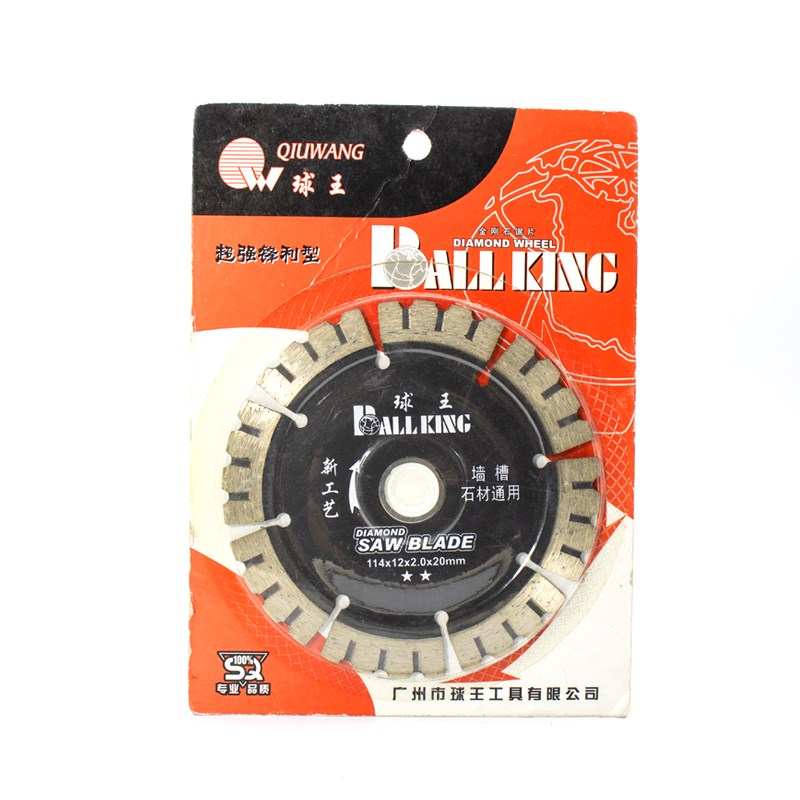 QIUWANG
W 球王
超强锋利型
金刚石锯片
DIAMOND WHEEL
BALL KING
球王
BALL KING
新工艺
墙槽
石材通用
DIAMOND
SAW BLADE
114x12x2.0x20mm
★★
100%
SQ
专业品质
广州市球王工具有限公司